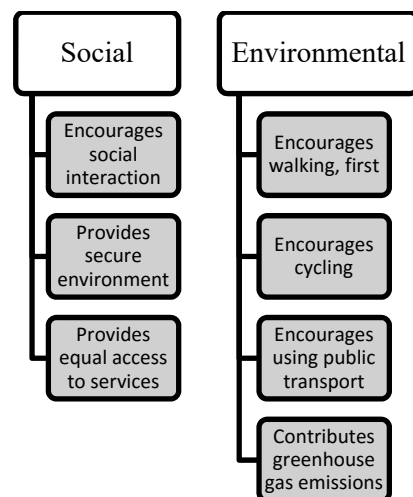 Social
Encourages
social
interaction
Provides
secure
environment
Provides
equal access
to services
Environmental
Encourages
walking, first
Encourages
cycling
Encourages
using public
transport
Contributes
greenhouse
gas emissions